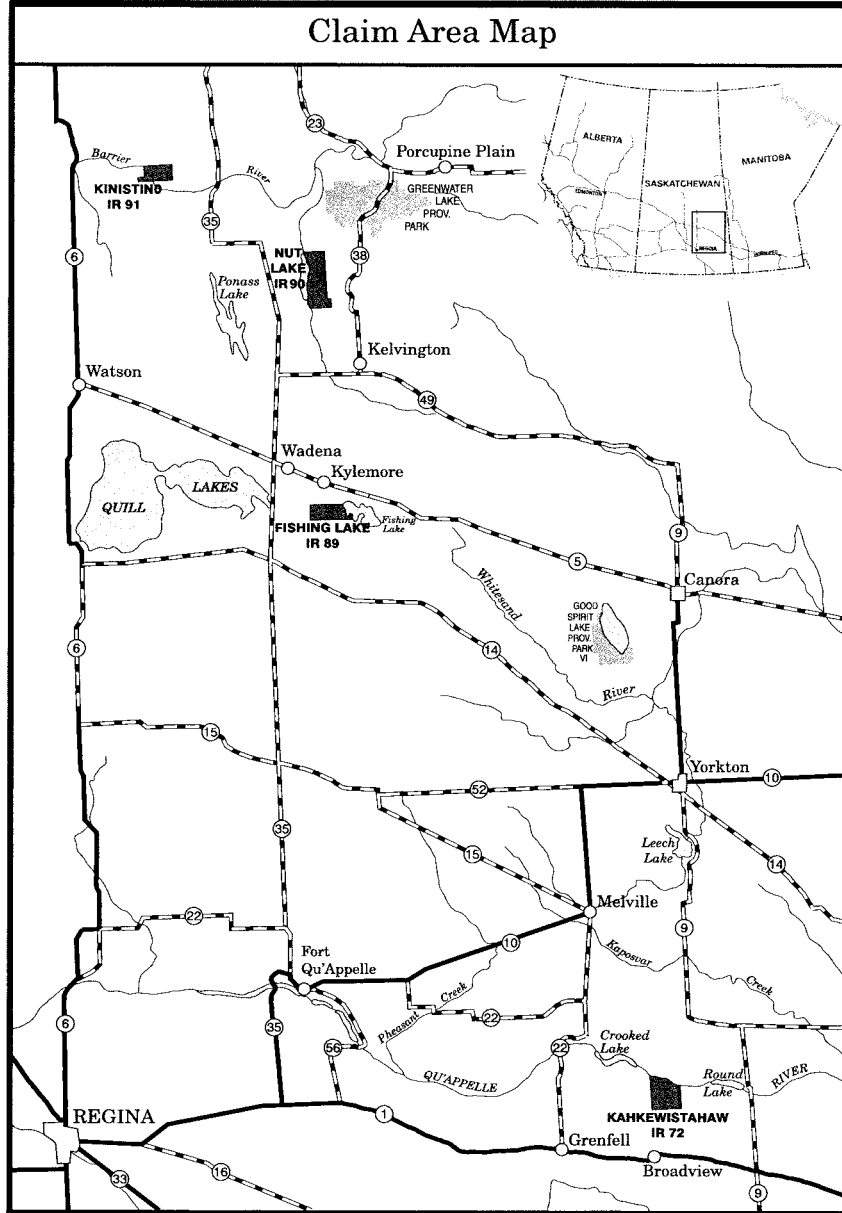 Claim Area Map
23
Porcupine Plain
Barrier
KINISTINO
IR 91
River
GREENWATER
LAKE
PROV.
PARK
ALBERTA
SASKATCHEWAN
MANITOBA
EDMONTON
REGINA
WINNIPEG
35
6
NUT
LAKE
IR 90
38
Ponass
Lake
Kelvington
Watson
49
Wadena
Kylemore
QUILL
LAKES
FISHING LAKE
IR 89
Fishing
Lake
9
5
Canora
Whitesand
River
GOOD
SPIRIT
LAKE
PROV.
PARK
VI
6
14
15
Yorkton
10
52
35
15
Leech
Lake
14
Melville
22
9
10
Kaposvar
Creek
Fort
Qu'Appelle
Pheasant
Creek
22
6
35
56
QU'APPELLE
22
Crooked
Lake
Round
Lake
RIVER
KAHKEWISTAHAW
IR 72
REGINA
1
Grenfell
Broadview
16
33
9